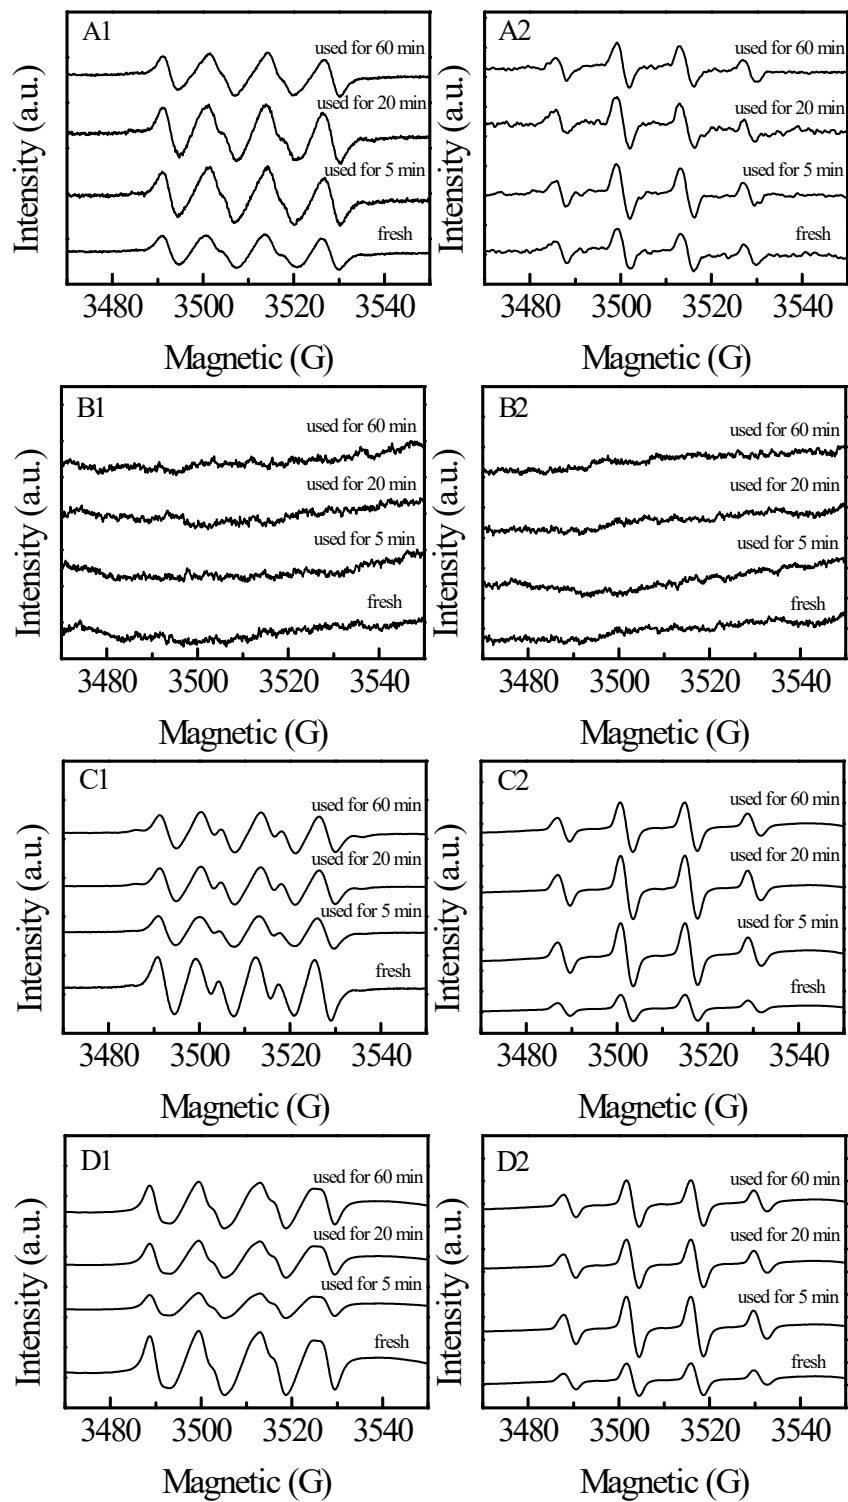 A1
used for 60 min
used for 20 min
used for 5 min
fresh
Intensity (a.u.)
3480 3500 3520 3540
Magnetic (G)
A2
used for 60 min
used for 20 min
used for 5 min
fresh
Intensity (a.u.)
3480 3500 3520 3540
Magnetic (G)
B1
used for 60 min
used for 20 min
used for 5 min
fresh
Intensity (a.u.)
3480 3500 3520 3540
Magnetic (G)
B2
used for 60 min
used for 20 min
used for 5 min
fresh
Intensity (a.u.)
3480 3500 3520 3540
Magnetic (G)
C1
used for 60 min
used for 20 min
used for 5 min
fresh
Intensity (a.u.)
3480 3500 3520 3540
Magnetic (G)
C2
used for 60 min
used for 20 min
used for 5 min
fresh
Intensity (a.u.)
3480 3500 3520 3540
Magnetic (G)
D1
used for 60 min
used for 20 min
used for 5 min
fresh
Intensity (a.u.)
3480 3500 3520 3540
Magnetic (G)
D2
used for 60 min
used for 20 min
used for 5 min
fresh
Intensity (a.u.)
3480 3500 3520 3540
Magnetic (G)